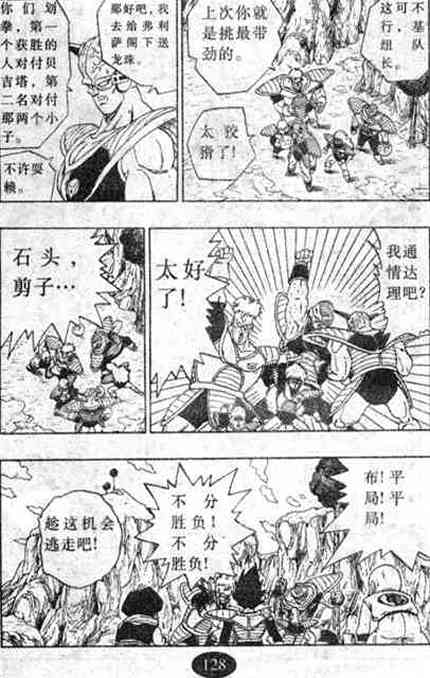 这可不
行,基
纽队
长。
上次你就
是挑最带
劲的。
太狡
猾了!
那好吧,我
去给弗利
萨阁下送
龙珠。
你们划
拳,第一
个获胜的
人对付贝
吉塔,第
二名对付
那两个小
子。
不许耍
赖。
我通
情达
理吧?
太好
了!
石头,
剪子…
布!平
局!平
局!
不分
胜负!
不分
胜负!
趁这机会
逃走吧!
128